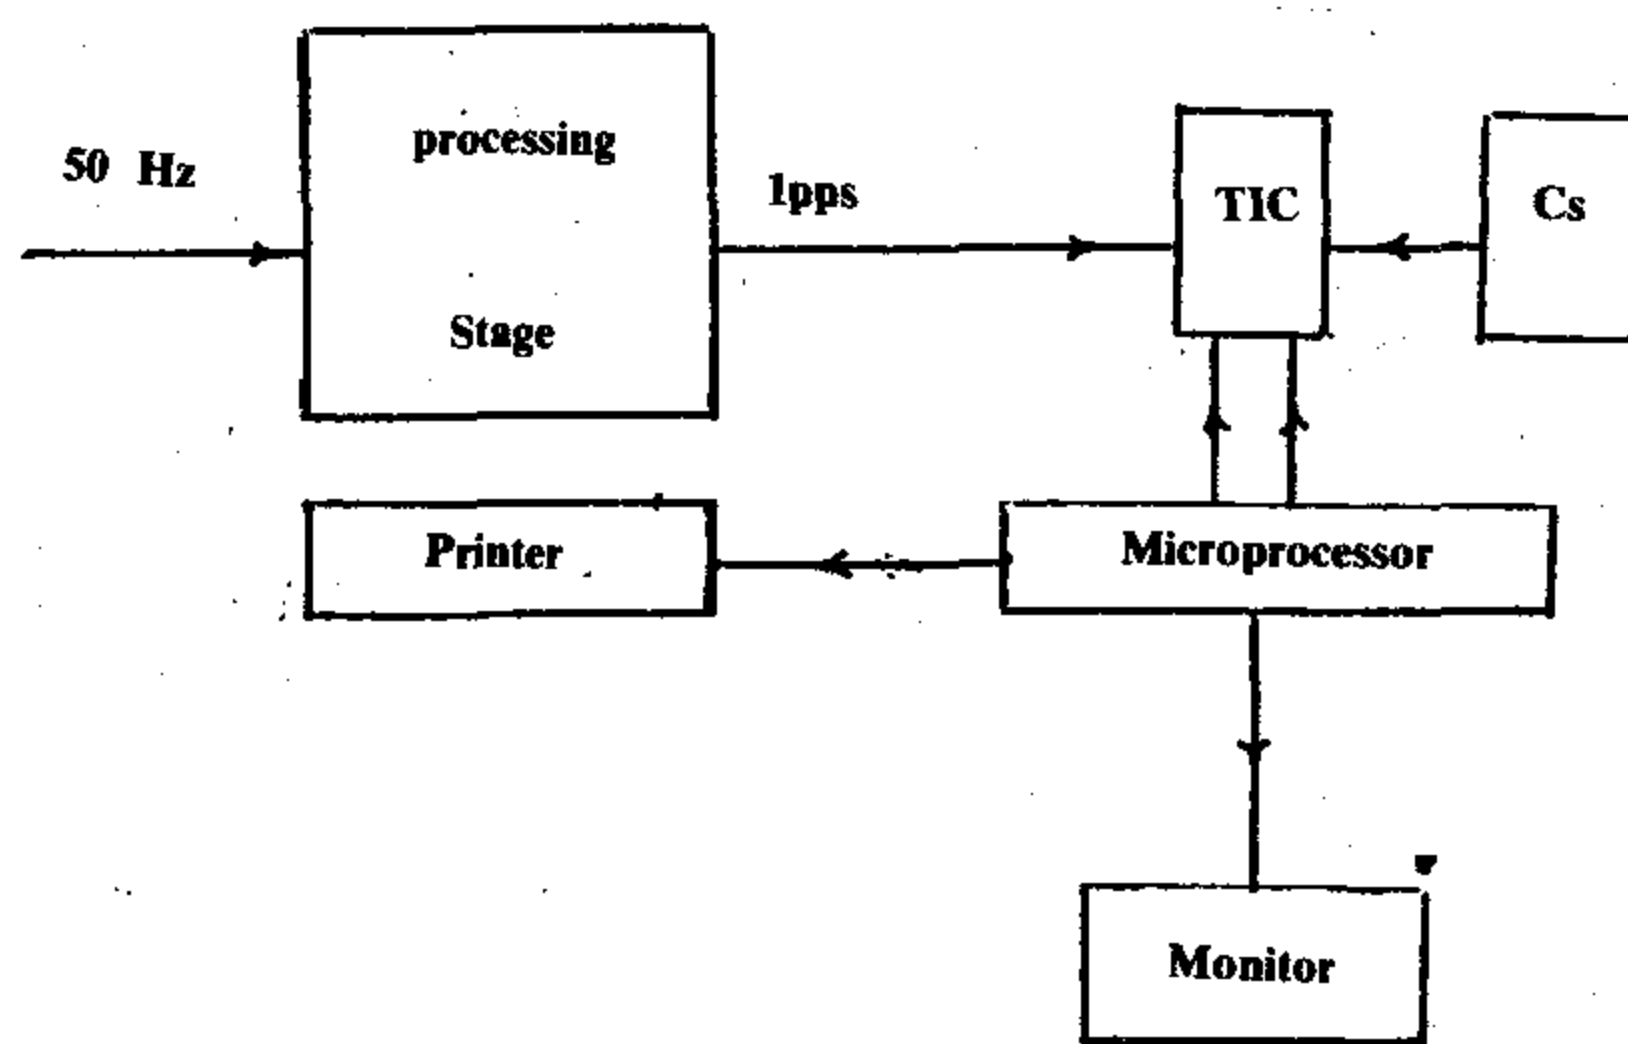 50 Hz
processing
Stage
1pps
TIC
Cs
Printer
Microprocessor
Monitor